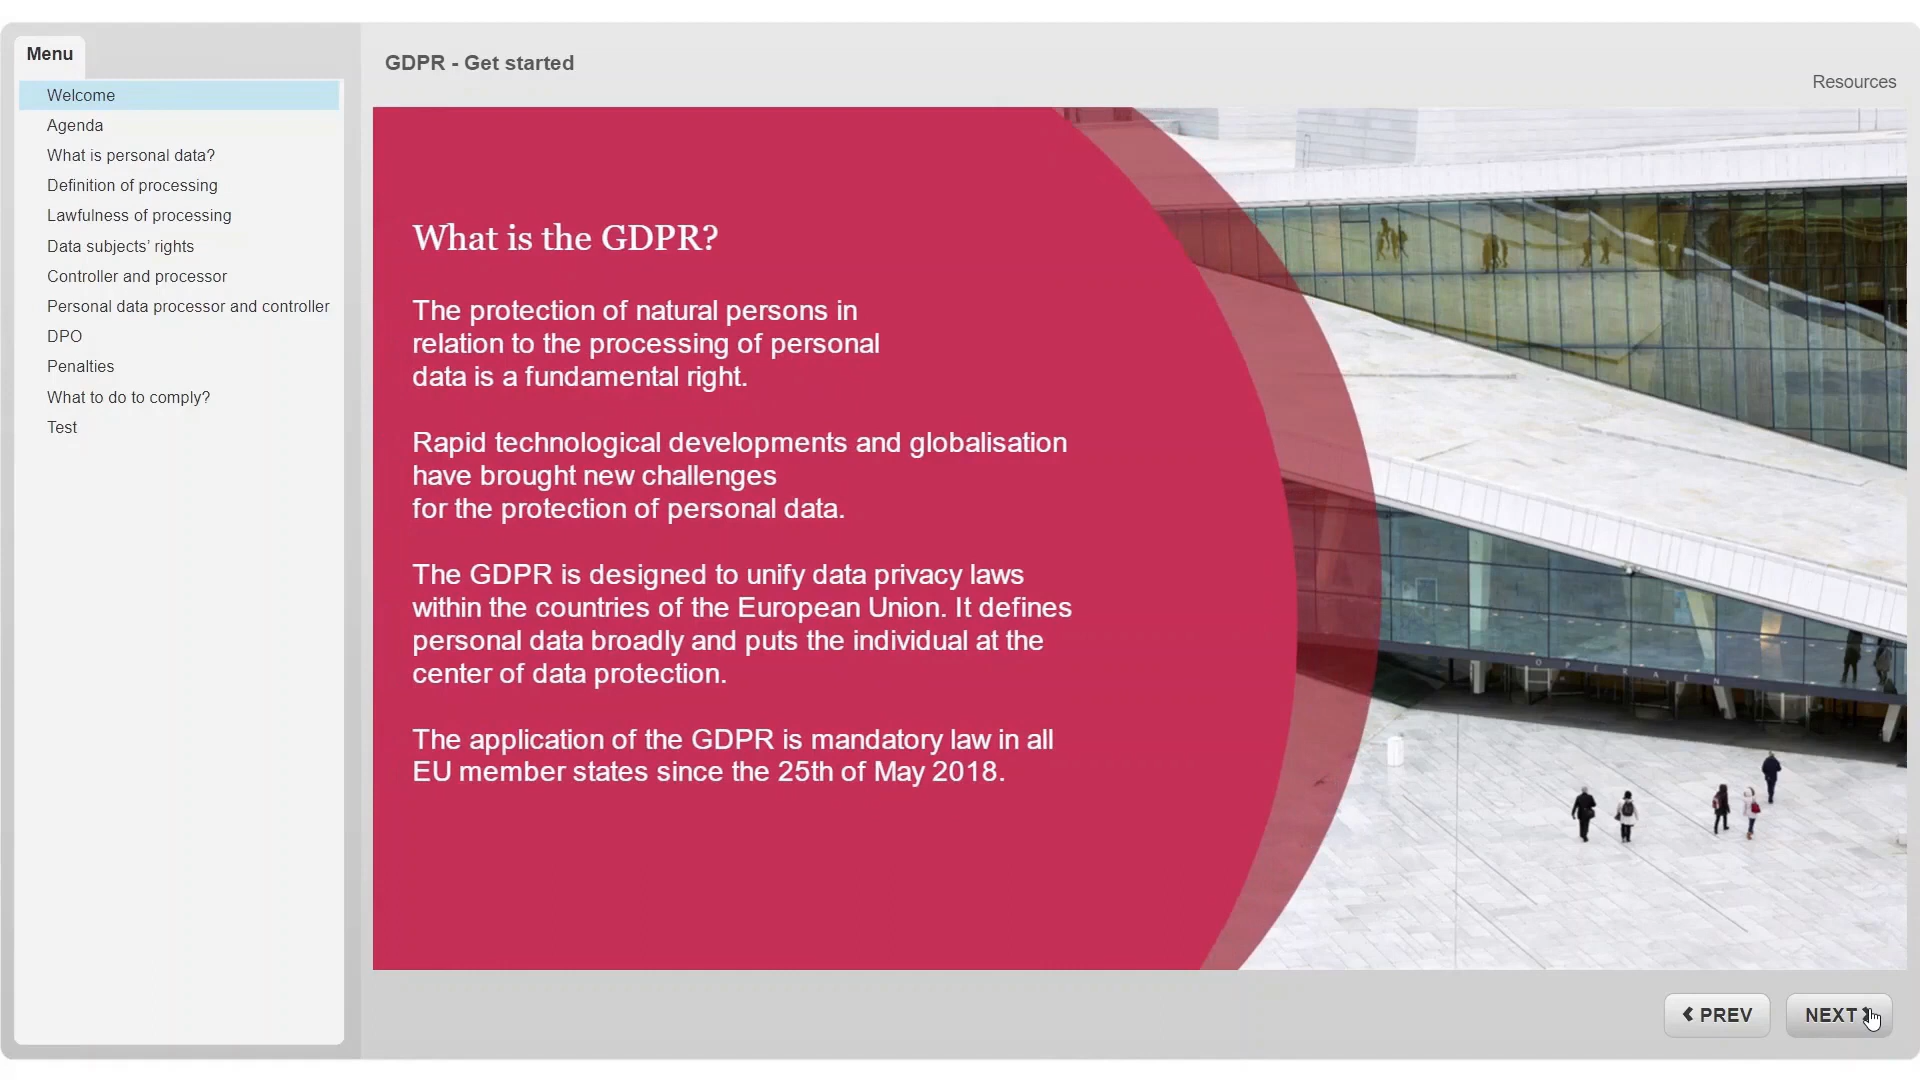 Menu
Welcome
Agenda
What is personal data?
Definition of processing
Lawfulness of processing
Data subjects’ rights
Controller and processor
Personal data processor and controller
DPO
Penalties
What to do to comply?
Test
GDPR - Get started
Resources
What is the GDPR?
The protection of natural persons in
relation to the processing of personal
data is a fundamental right.
Rapid technological developments and globalisation
have brought new challenges
for the protection of personal data.
The GDPR is designed to unify data privacy laws
within the countries of the European Union. It defines
personal data broadly and puts the individual at the
center of data protection.
The application of the GDPR is mandatory law in all
EU member states since the 25th of May 2018.
OPERAEN
PREV
NEXT